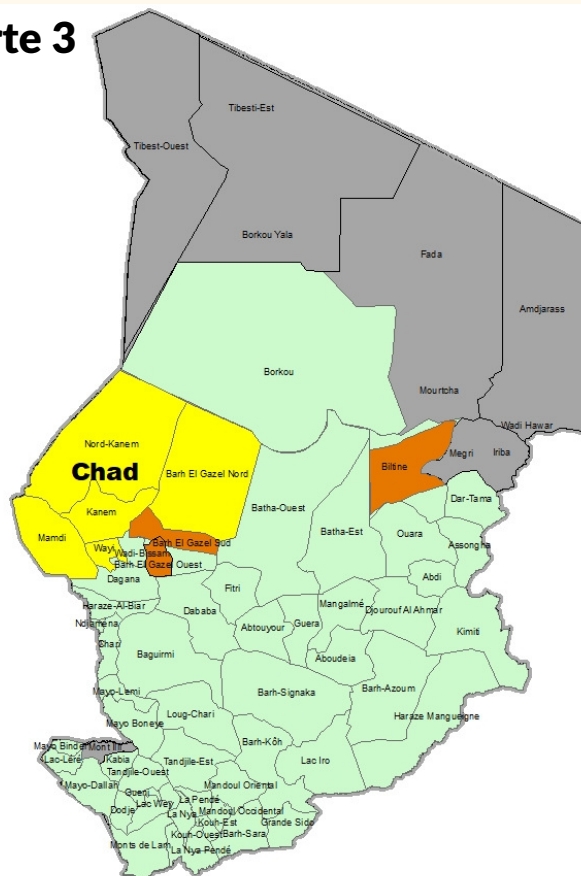 rte 3
Tibesti-Est
Tibest-Ouest
Borkou Yala
Fada
Amdjarass
Borkou
Mourtcha
Wadi Hawar
Nord-Kanem
Megri
Iriba
Chad
Barh El Gazel Nord
Biltine
Batha-Ouest
Dar-Tama
Kanem
Batha-Est
Ouara
Mamdi
Wayi
Barh El Gazel Sud
Assongha
Wadi-Bissam
Barh El Gazel Ouest
Dagana
Abdi
Fitri
Haraze-Al-Biar
Dababa
Mangalmé
Djourouf Al Ahmar
Ndjamena
Abtouyour
Guera
Kimiti
Chari
Baguirmi
Aboudeia
Mayo-Lemi
Barh-Signaka
Barh-Azoum
Loug-Chari
Haraze Mangueigne
Mayo Boneye
Barh-Kôh
Mayo Binder
Mont Illi
Lac-Léré
Kabia
Tandjile-Est
Lac Iro
Tandjile-Ouest
Mayo-Dallah
Mandoul Oriental
Gueni
Lac Wey
La Pendé
Dodje
La Nya
Mandoul Occidental
Kouh-Est
Grande Sido
Kouh-Ouest
Barh-Sara
Monts de Lam
La Nya Pendé